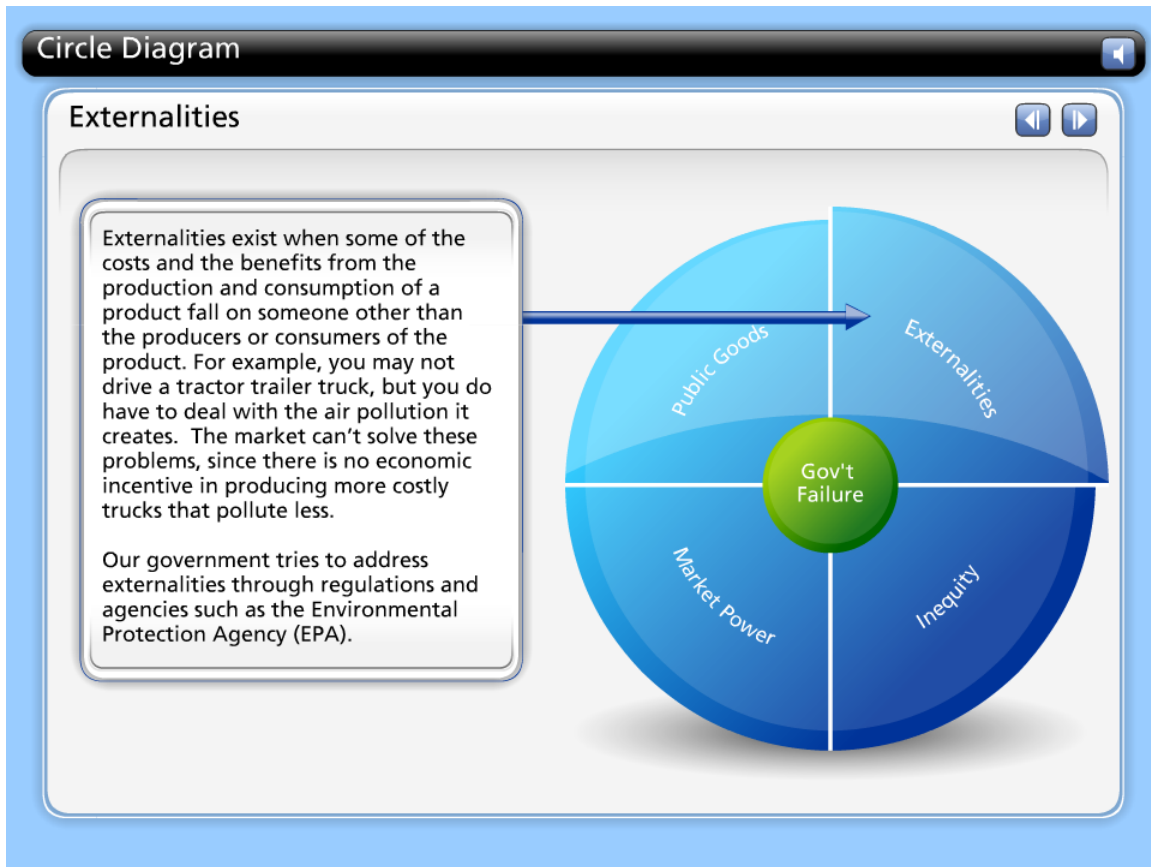 Circle Diagram
Externalities
Externalities exist when some of the
costs and the benefits from the
production and consumption of a
product fall on someone other than
the producers or consumers of the
product. For example, you may not
drive a tractor trailer truck, but you do
have to deal with the air pollution it
creates.  The market can’t solve these
problems, since there is no economic
incentive in producing more costly
trucks that pollute less.
Our government tries to address
externalities through regulations and
agencies such as the Environmental
Protection Agency (EPA).
Public Goods
Externalities
Gov't
Failure
Market Power
Inequity